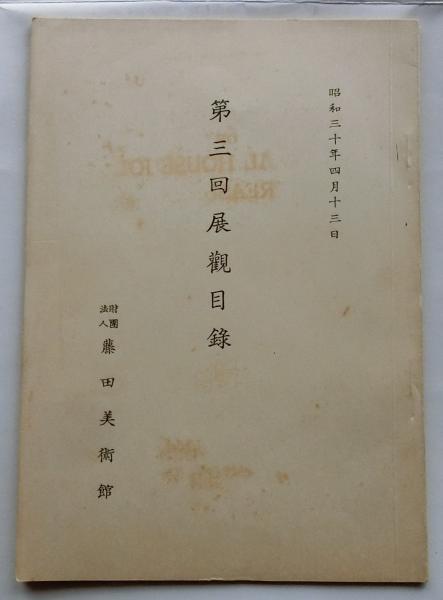 昭和三十年四月十三日
第三回展觀目錄
財團法人 藤田美術館